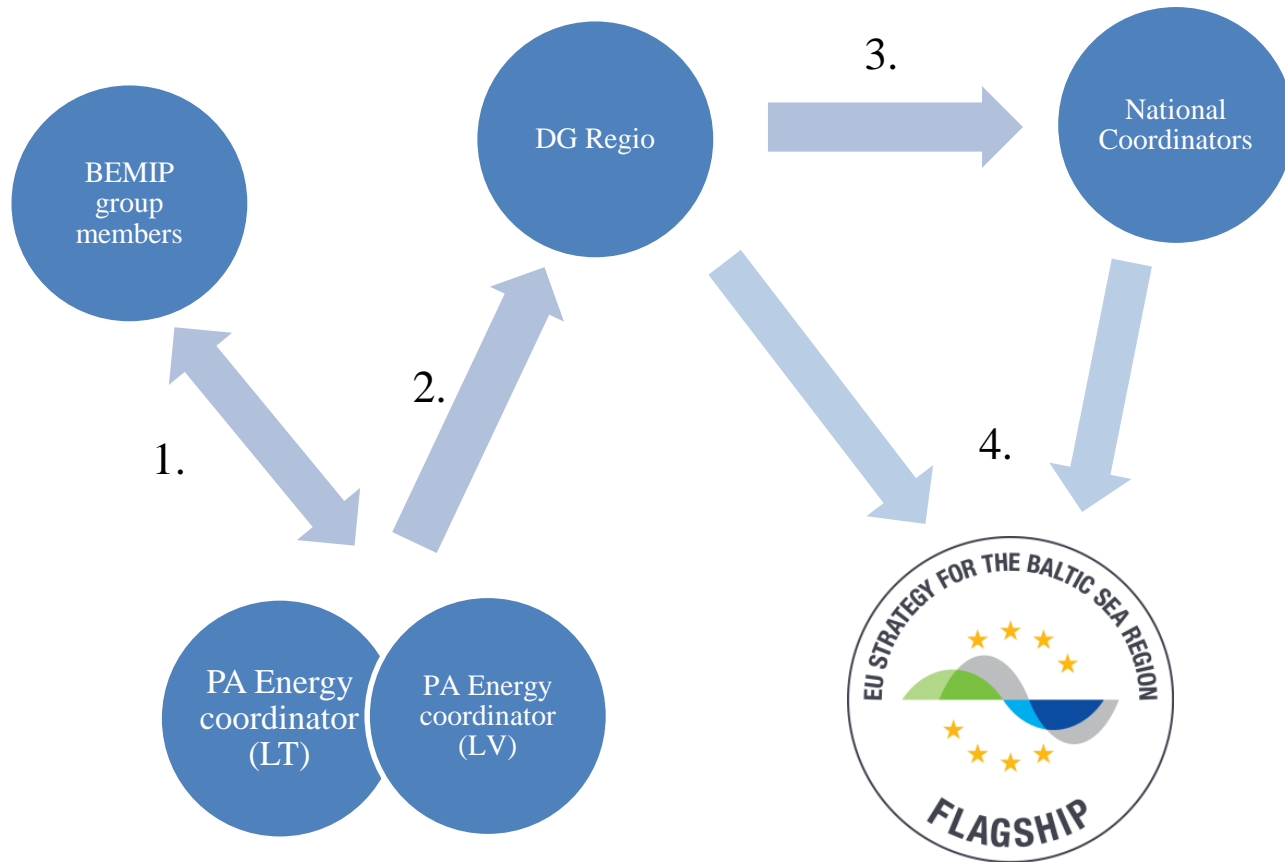 3.
DG Regio
National
Coordinators
BEMIP
group
members
2.
1.
4.
PA Energy
coordinator
(LT)
PA Energy
coordinator
(LV)
EU STRATEGY FOR THE BALTIC SEA REGION
FLAGSHIP